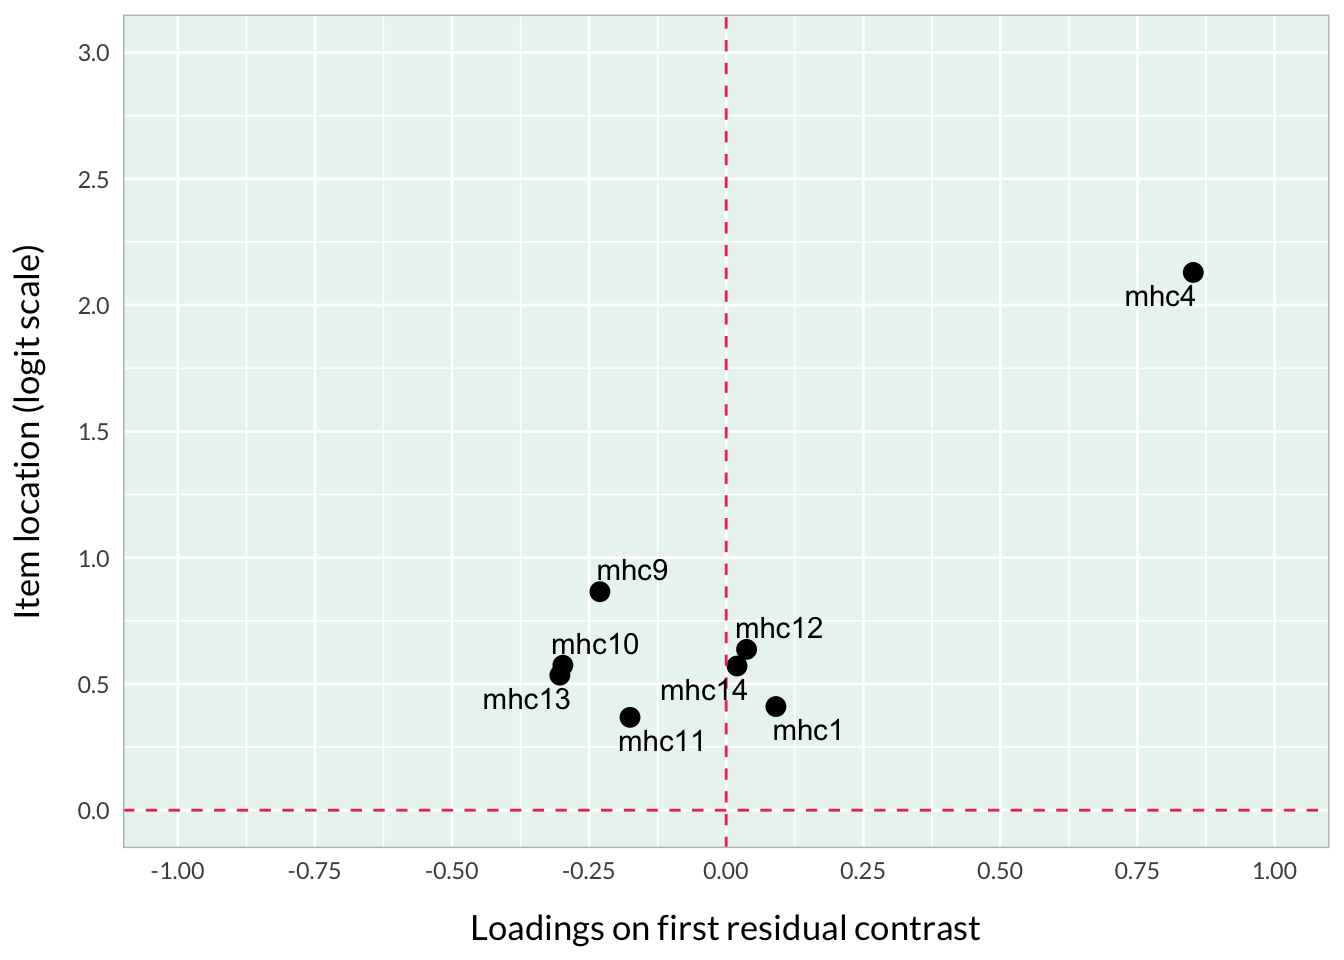 3.0
2.5
2.0
1.5
1.0
0.5
0.0
Item location (logit scale)
mhc4
mhc9
mhc12
mhc10
mhc14
mhc13
mhc1
mhc11
-1.00 -0.75 -0.50 -0.25 0.00 0.25 0.50 0.75 1.00
Loadings on first residual contrast